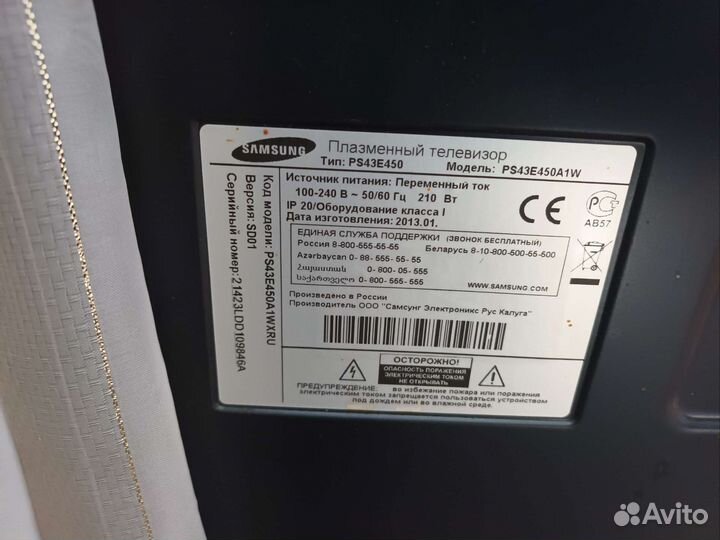 SAMSUNG
Плазменный телевизор
Тип: PS43E450 Модель: PS43E450A1W
Источник питания: Переменный ток
100-240 В ~ 50/60 Гц 210 Вт
IP 20/Оборудование класса I
Дата изготовления: 2013.01.
CE
РС
АВ57
ЕДИНАЯ СЛУЖБА ПОДДЕРЖКИ (ЗВОНОК БЕСПЛАТНЫЙ)
Россия 8-800-555-55-55 Беларусь 8-10-800-500-55-500
Azərbaycan 0-88-555-55-55
Հայաստան 0-800-05-555
საქართველო 0-800-555-555
WWW.SAMSUNG.COM
Произведено в России
Производитель ООО "Самсунг Электроникс Рус Калуга"
ОСТОРОЖНО!
ОПАСНОСТЬ ПОРАЖЕНИЯ
ЭЛЕКТРИЧЕСКИМ ТОКОМ
НЕ ОТКРЫВАТЬ
ПРЕДУПРЕЖДЕНИЕ: во избежание пожара или поражения
электрическим током запрещается пользоваться
под дождем или во влажной среде.
Код модели: PS43E450A1WXRU
Версия: SD01
Серийный номер: 21423LDD109846A
Avito